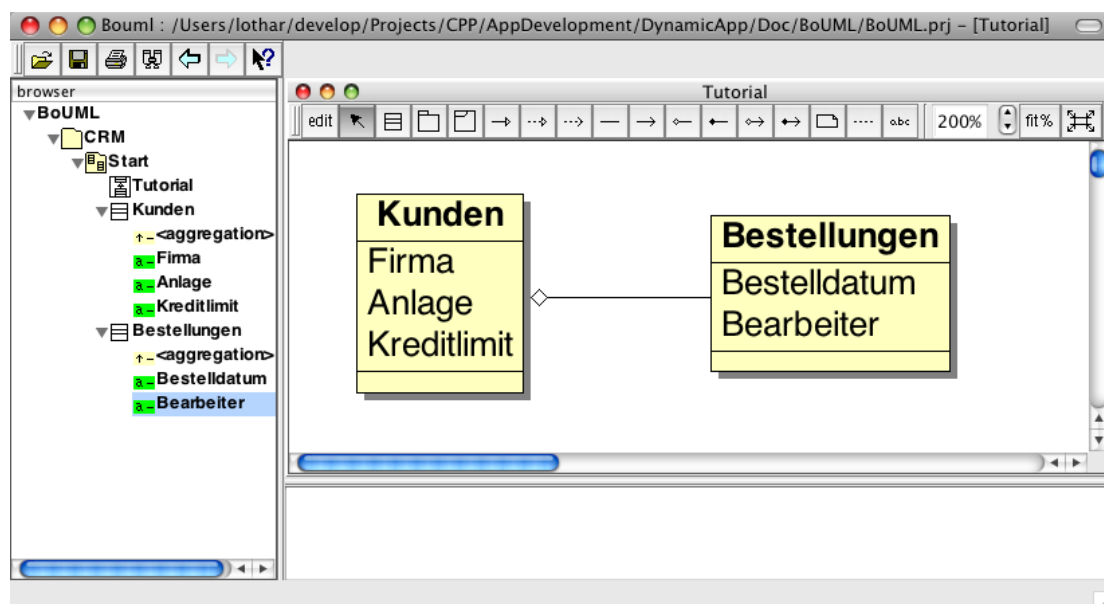 Bouml : /Users/lothar/develop/Projects/CPP/AppDevelopment/DynamicApp/Doc/BoUML/BoUML.prj – [Tutorial]
browser
BoUML
CRM
Start
Tutorial
Kunden
<aggregation>
Firma
Anlage
Kreditlimit
Bestellungen
<aggregation>
Bestelldatum
Bearbeiter
Tutorial
edit
abc
200%
fit%
Kunden
Firma
Anlage
Kreditlimit
Bestellungen
Bestelldatum
Bearbeiter